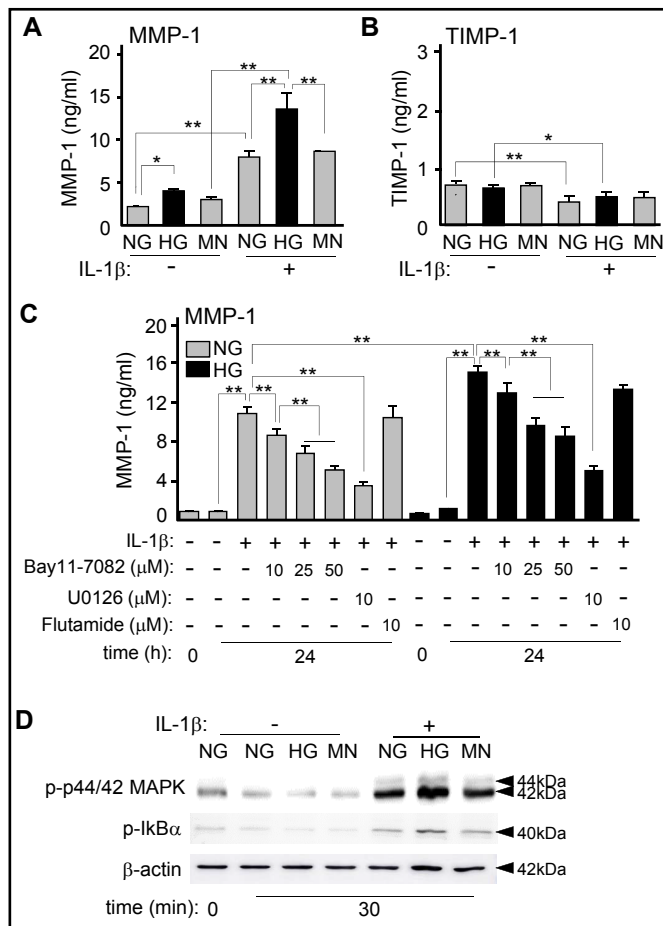 A
MMP-1
MMP-1 (ng/ml)
20
15
10
5
0
**
*
**
**
**
NG HG MN NG HG MN
IL-1β: - +
B
TIMP-1
TIMP-1 (ng/ml)
3
2
1
0
*
**
NG HG MN NG HG MN
IL-1β: - +
C
MMP-1
NG
HG
MMP-1 (ng/ml)
20
16
12
8
4
0
** **
** ** ** **
** ** ** **
IL-1β: - - + + + + + + - - + + + + + +
Bay11-7082 (μM): - - - 10 25 50 - - - - - 10 25 50 - -
U0126 (μM): - - - - - - 10 - - - - - - - 10 -
Flutamide (μM): - - - - - - - 10 - - - - - - - 10
time (h): 0 24 0 24
D
IL-1β: - +
NG NG HG MN NG HG MN
p-p44/42 MAPK
44kDa
42kDa
p-IkBα 40kDa
β-actin 42kDa
time (min): 0 30